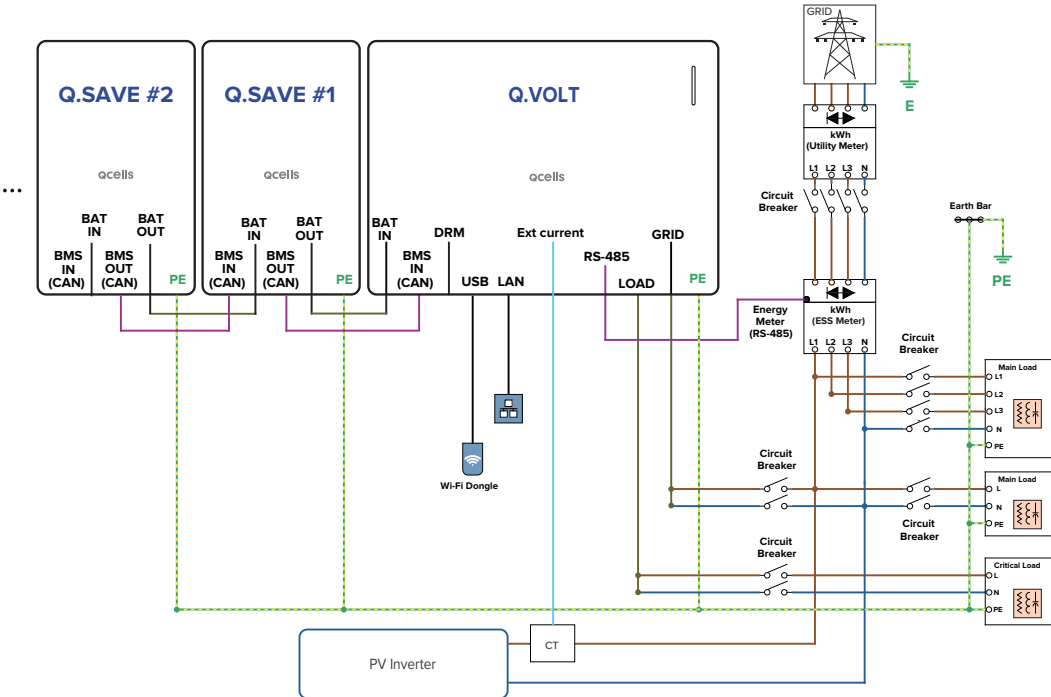 GRID
E
kWh
(Utility Meter)
L1 L2 L3 N
Circuit
Breaker
Q.SAVE #2
Q.SAVE #1
Q.VOLT
qcells
qcells
qcells
...
BAT
IN
BAT
OUT
BMS
IN
(CAN)
BMS
OUT
(CAN)
PE
BAT
IN
BAT
OUT
BMS
IN
(CAN)
BMS
OUT
(CAN)
PE
BAT
IN
BMS
IN
(CAN)
DRM
USB
LAN
Ext current
RS-485
LOAD
GRID
PE
Earth Bar
PE
Energy
Meter
(RS-485)
kWh
(ESS Meter)
L1 L2 L3 N
Circuit
Breaker
Main Load
L1
L2
L3
N
PE
Wi-Fi Dongle
Circuit
Breaker
Main Load
L
N
PE
Circuit
Breaker
Circuit
Breaker
Critical Load
L
N
PE
CT
PV Inverter